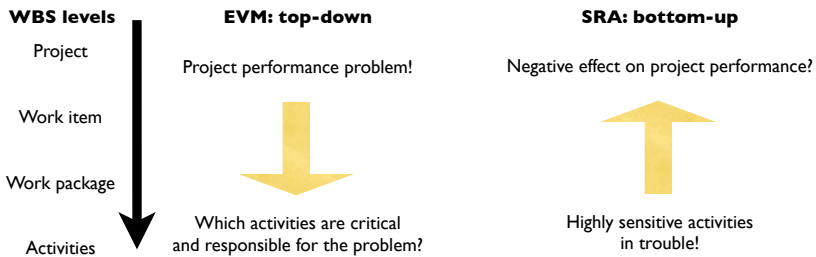 WBS levels
Project
Work item
Work package
Activities
EVM: top-down
Project performance problem!
Which activities are critical
and responsible for the problem?
SRA: bottom-up
Negative effect on project performance?
Highly sensitive activities
in trouble!